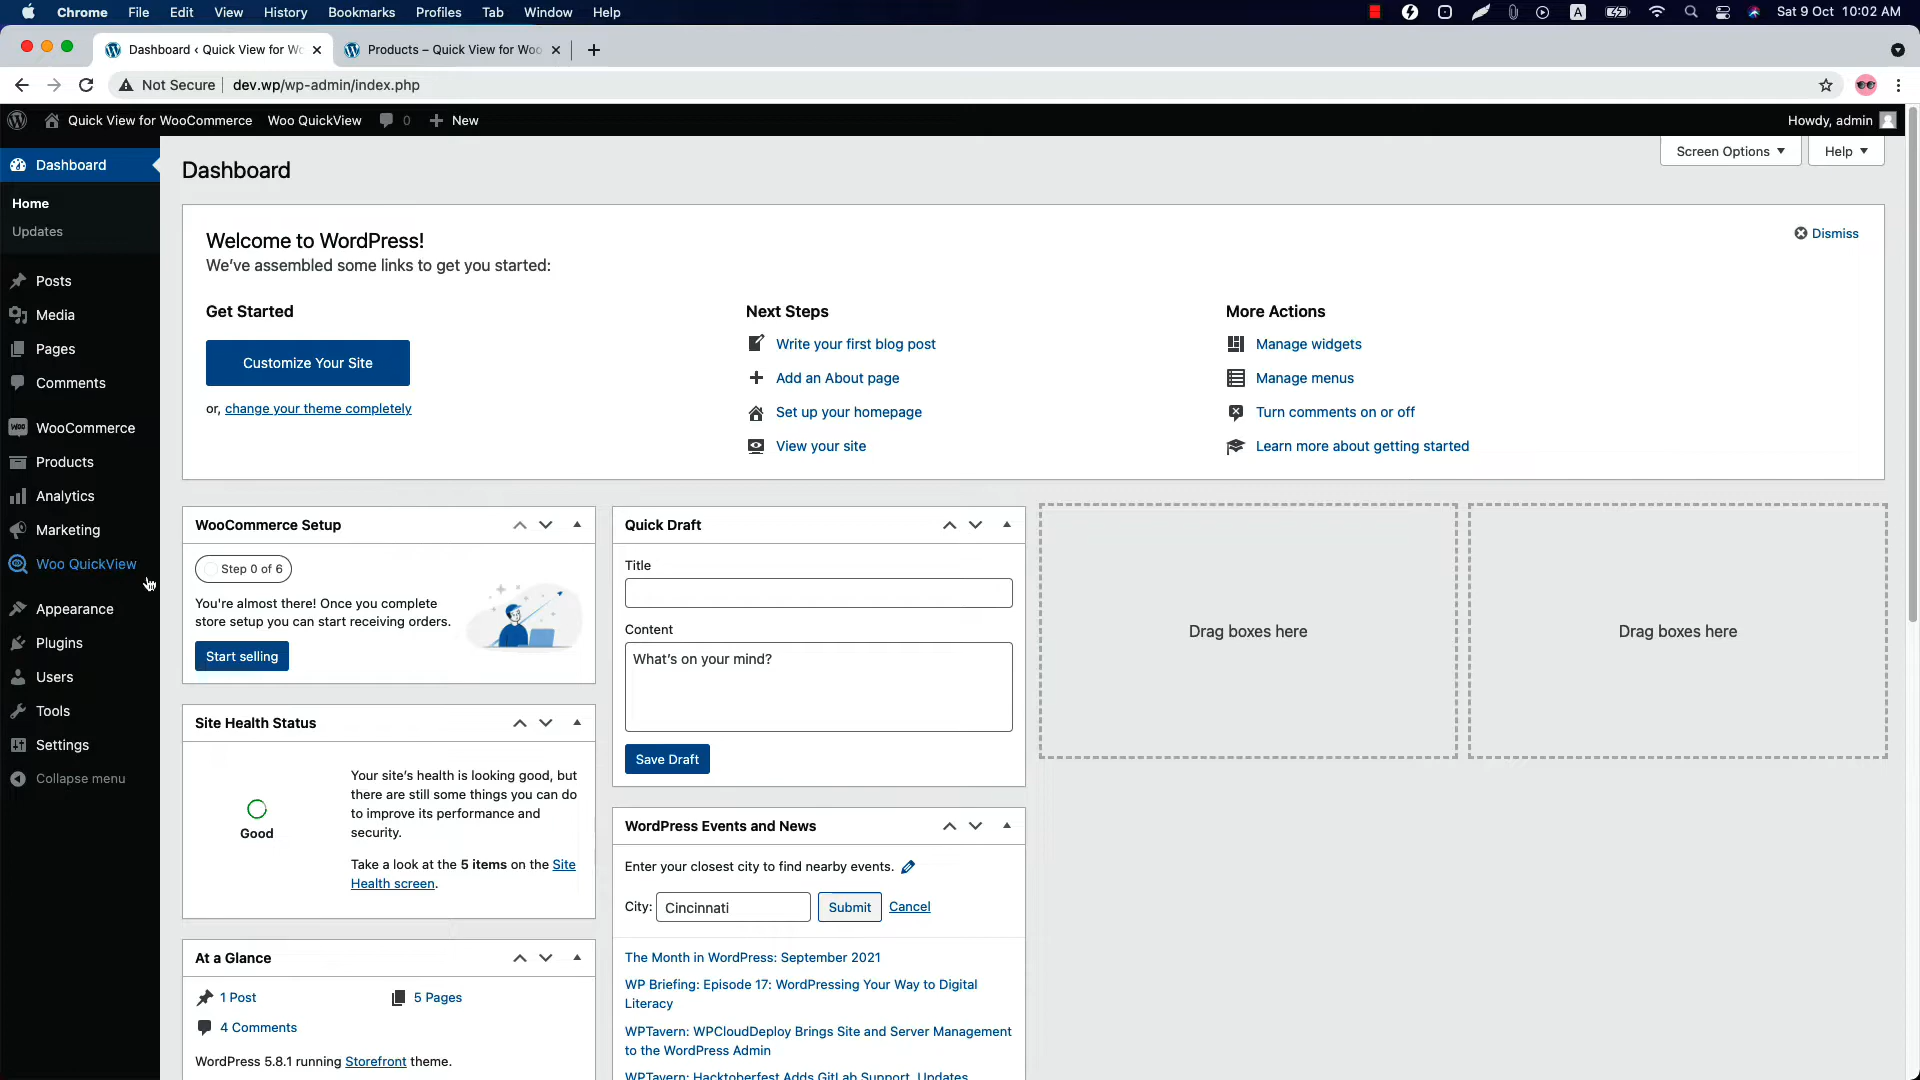 Chrome File Edit View History Bookmarks Profiles Tab Window Help
A Sat 9 Oct 10:02 AM
Dashboard ‹ Quick View for Wo
Products – Quick View for Woo
Not Secure dev.wp/wp-admin/index.php
Quick View for WooCommerce Woo QuickView 0 New
Howdy, admin
Dashboard
Home
Updates
Posts
Media
Pages
Comments
WooCommerce
Products
Analytics
Marketing
Woo QuickView
Appearance
Plugins
Users
Tools
Settings
Collapse menu
Dashboard
Screen Options
Help
Welcome to WordPress!
We've assembled some links to get you started:
Dismiss
Get Started
Customize Your Site
or, change your theme completely
Next Steps
Write your first blog post
Add an About page
Set up your homepage
View your site
More Actions
Manage widgets
Manage menus
Turn comments on or off
Learn more about getting started
WooCommerce Setup
Step 0 of 6
You're almost there! Once you complete
store setup you can start receiving orders.
Start selling
Site Health Status
Good
Your site's health is looking good, but
there are still some things you can do
to improve its performance and
security.
Take a look at the 5 items on the Site
Health screen.
At a Glance
1 Post
5 Pages
4 Comments
WordPress 5.8.1 running Storefront theme.
Quick Draft
Title
Content
What's on your mind?
Save Draft
WordPress Events and News
Enter your closest city to find nearby events.
City: Cincinnati Submit Cancel
The Month in WordPress: September 2021
WP Briefing: Episode 17: WordPressing Your Way to Digital
Literacy
WPTavern: WPCloudDeploy Brings Site and Server Management
to the WordPress Admin
WPTavern: Hacktoberfest Adds GitLab Support, Updates
Drag boxes here
Drag boxes here